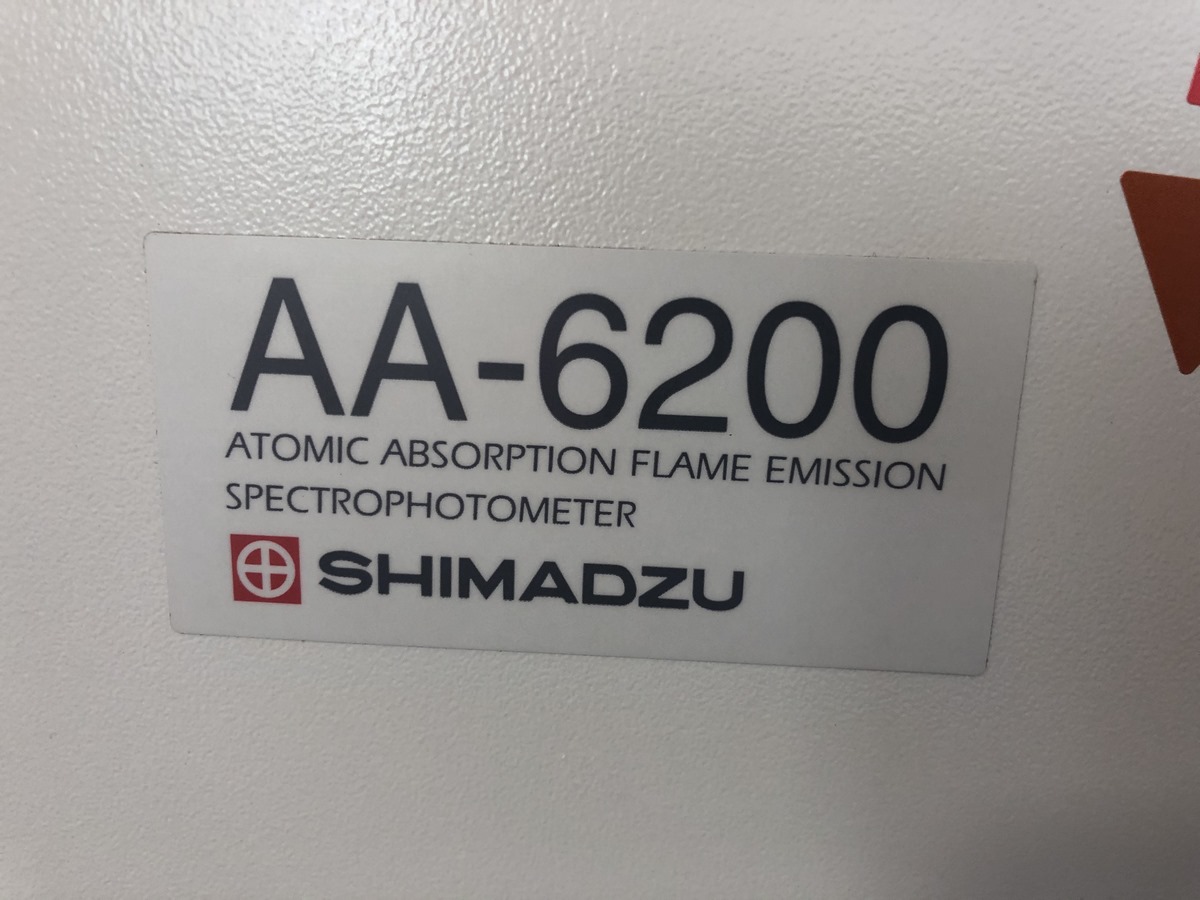 AA-6200
ATOMIC ABSORPTION FLAME EMISSION
SPECTROPHOTOMETER
SHIMADZU